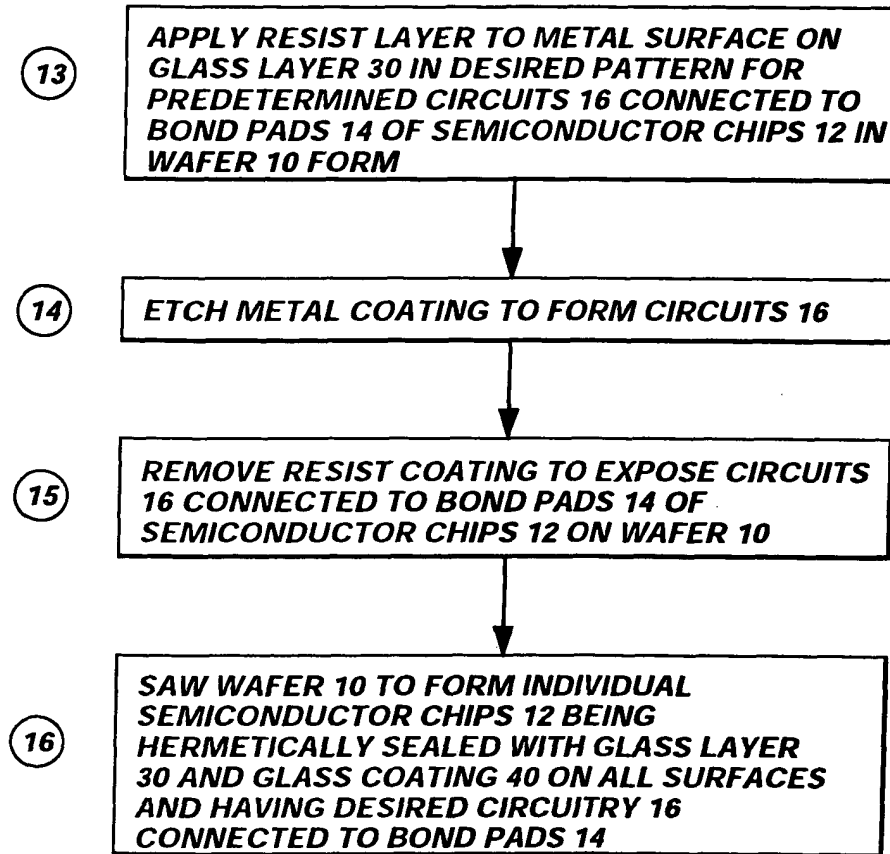 13
APPLY RESIST LAYER TO METAL SURFACE ON
GLASS LAYER 30 IN DESIRED PATTERN FOR
PREDETERMINED CIRCUITS 16 CONNECTED TO
BOND PADS 14 OF SEMICONDUCTOR CHIPS 12 IN
WAFER 10 FORM
14
ETCH METAL COATING TO FORM CIRCUITS 16
15
REMOVE RESIST COATING TO EXPOSE CIRCUITS
16 CONNECTED TO BOND PADS 14 OF
SEMICONDUCTOR CHIPS 12 ON WAFER 10
16
SAW WAFER 10 TO FORM INDIVIDUAL
SEMICONDUCTOR CHIPS 12 BEING
HERMETICALLY SEALED WITH GLASS LAYER
30 AND GLASS COATING 40 ON ALL SURFACES
AND HAVING DESIRED CIRCUITRY 16
CONNECTED TO BOND PADS 14